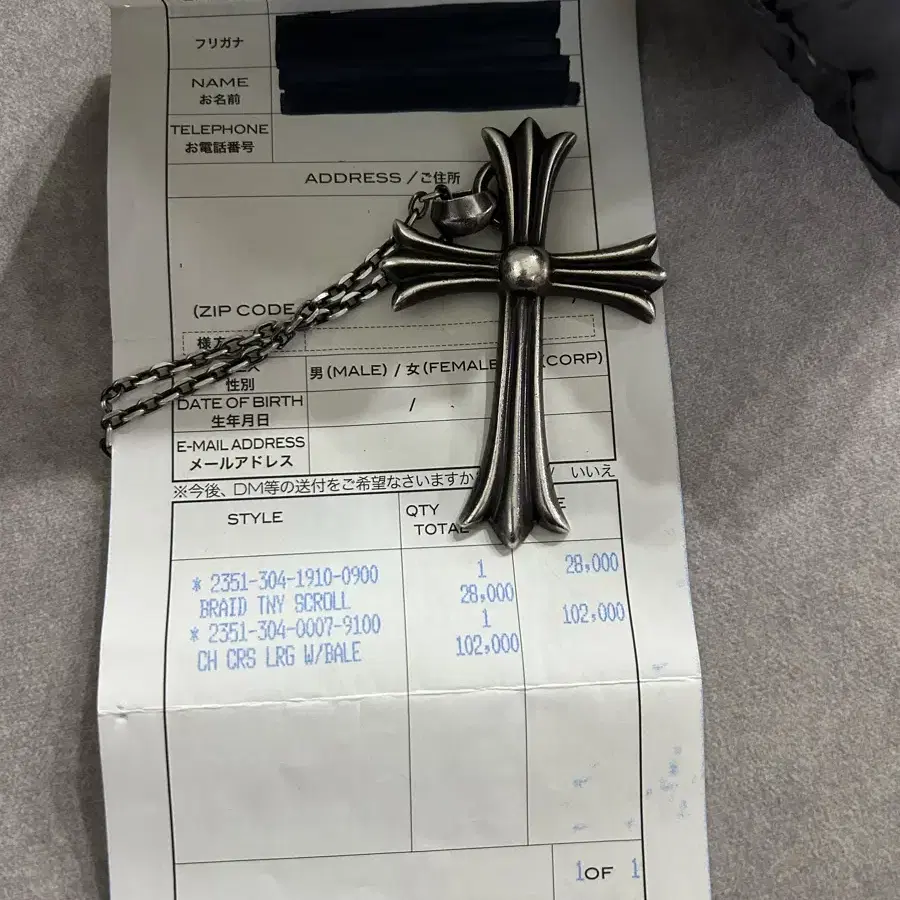 フリガナ
NAME
お名前
TELEPHONE
お電話番号
ADDRESS /ご住所
(ZIP CODE
様方
性別
男(MALE) / 女(FEMALE
(CORP)
DATE OF BIRTH
生年月日
/
E-MAIL ADDRESS
メールアドレス
※今後、DM等の送付をご希望なさいますか
/ いいえ
STYLE
QTY
TOTAL
* 2351-304-1910-0900 1 28,000
BRAID TNY SCROLL 28,000
* 2351-304-0007-9100 1 102,000
CH CRS LRG W/BALE 102,000
1 OF 1